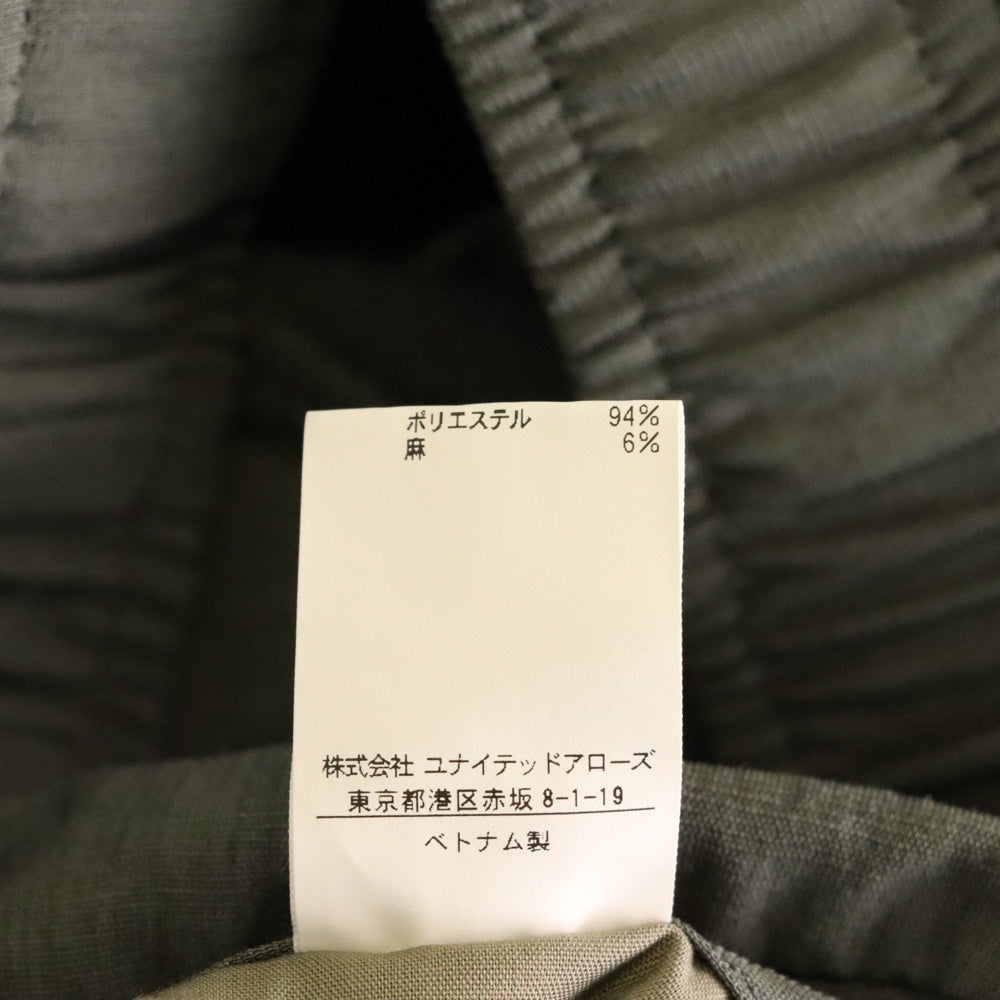 ポリエステル 94%
麻 6%
株式会社 ユナイテッドアローズ
東京都港区赤坂 8-1-19
ベトナム製